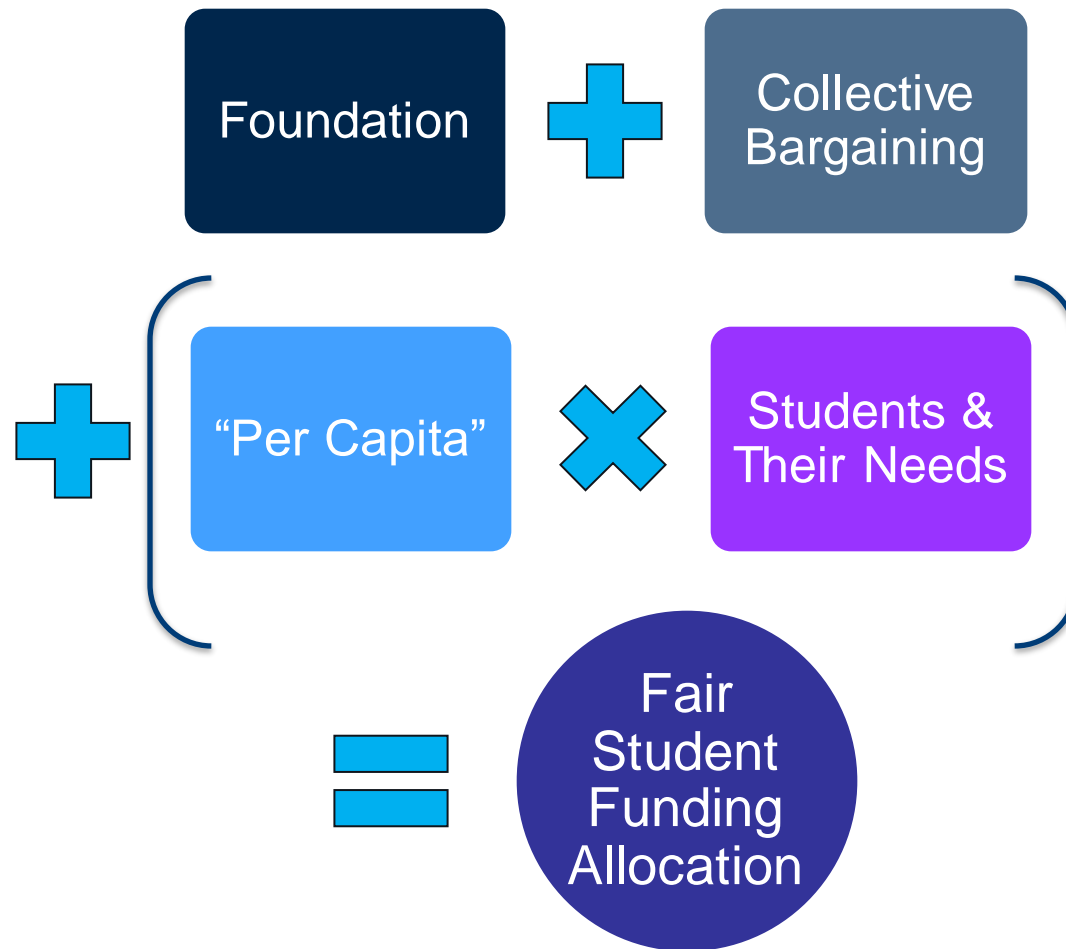 Foundation
Collective
Bargaining
“Per Capita”
Students &
Their Needs
Fair
Student
Funding
Allocation